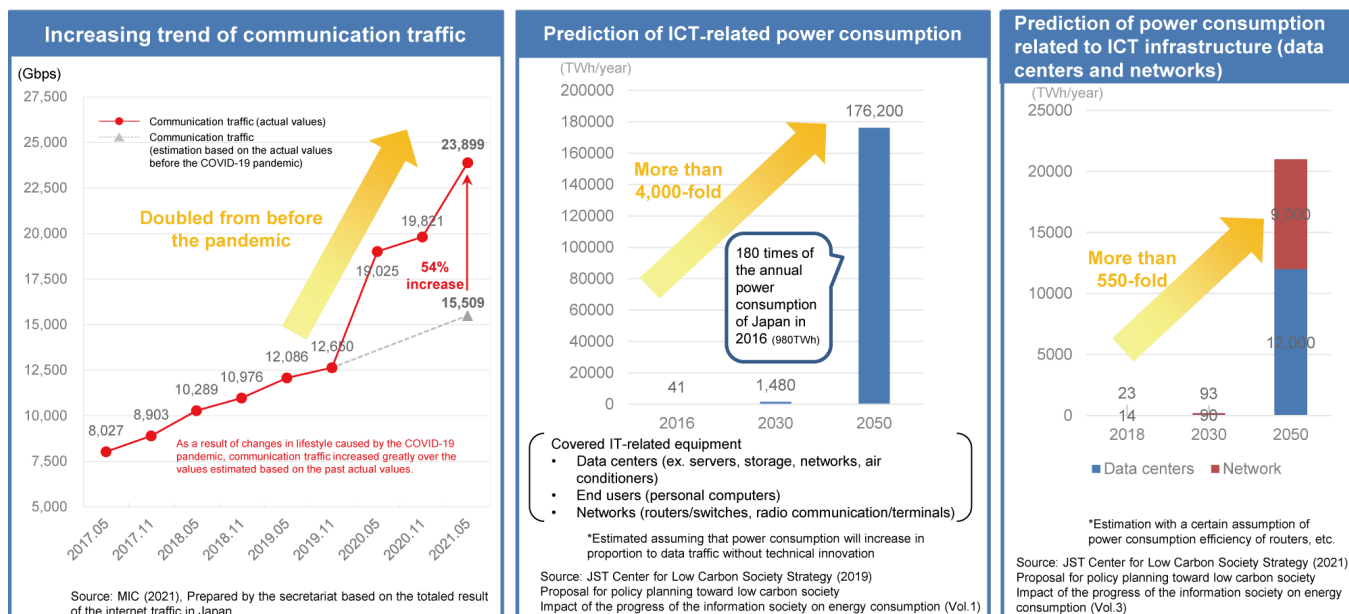 Increasing trend of communication traffic
(Gbps)
27,500
25,000
22,500
20,000
17,500
15,000
12,500
10,000
7,500
5,000
Communication traffic (actual values)
Communication traffic
(estimation based on the actual values
before the COVID-19 pandemic)
Doubled from before
the pandemic
23,899
19,821
19,025
54%
increase
15,509
12,650
12,086
10,976
10,289
8,903
8,027
As a result of changes in lifestyle caused by the COVID-19
pandemic, communication traffic increased greatly over the
values estimated based on the past actual values.
2017.05
2017.11
2018.05
2018.11
2019.05
2019.11
2020.05
2020.11
2021.05
Source: MIC (2021), Prepared by the secretariat based on the totaled result
of the internet traffic in Japan
Prediction of ICT-related power consumption
(TWh/year)
200000
180000
160000
140000
120000
100000
80000
60000
40000
20000
0
176,200
More than
4,000-fold
180 times of
the annual
power
consumption
of Japan in
2016 (980TWh)
41
1,480
2016
2030
2050
Covered IT-related equipment
• Data centers (ex. servers, storage, networks, air
conditioners)
• End users (personal computers)
• Networks (routers/switches, radio communication/terminals)
*Estimated assuming that power consumption will increase in
proportion to data traffic without technical innovation
Source: JST Center for Low Carbon Society Strategy (2019)
Proposal for policy planning toward low carbon society
Impact of the progress of the information society on energy consumption (Vol.1)
Prediction of power consumption
related to ICT infrastructure (data
centers and networks)
(TWh/year)
25000
20000
15000
10000
5000
0
More than
550-fold
9,000
12,000
23
93
14
90
2018
2030
2050
Data centers
Network
*Estimation with a certain assumption of
power consumption efficiency of routers, etc.
Source: JST Center for Low Carbon Society Strategy (2021)
Proposal for policy planning toward low carbon society
Impact of the progress of the information society on energy
consumption (Vol.3)